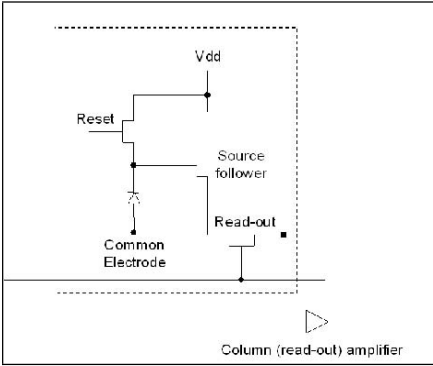 Vdd
Reset
Source
follower
Read-out
Common
Electrode
Column (read-out) amplifier